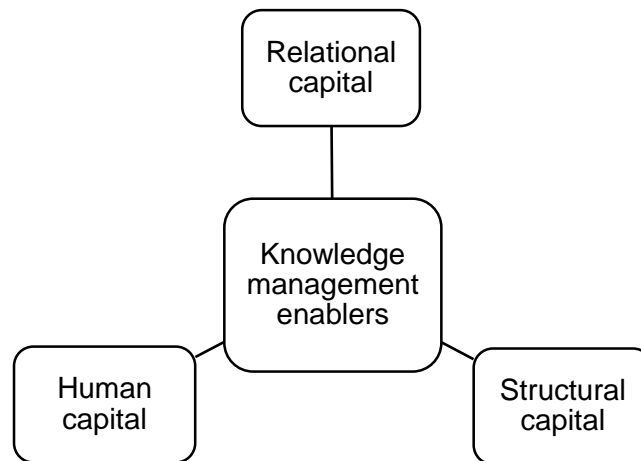 Relational
capital
Knowledge
management
enablers
Human
capital
Structural
capital